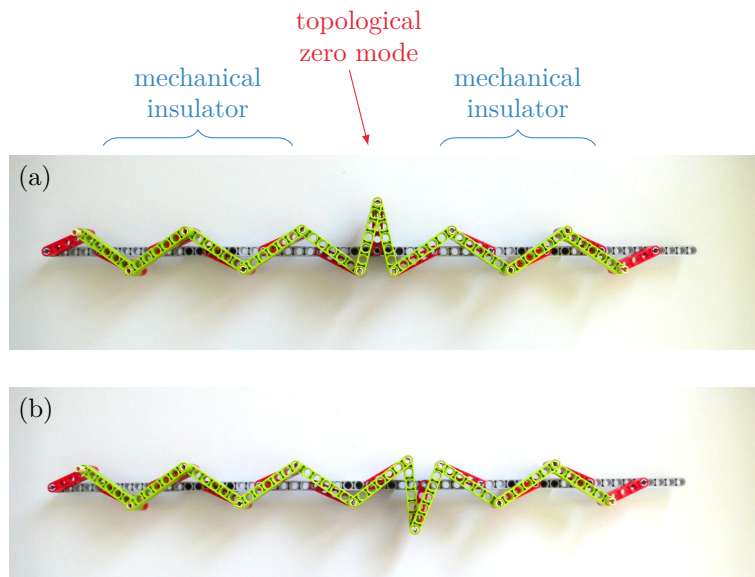 topological
zero mode
mechanical
insulator
mechanical
insulator
(a)
(b)